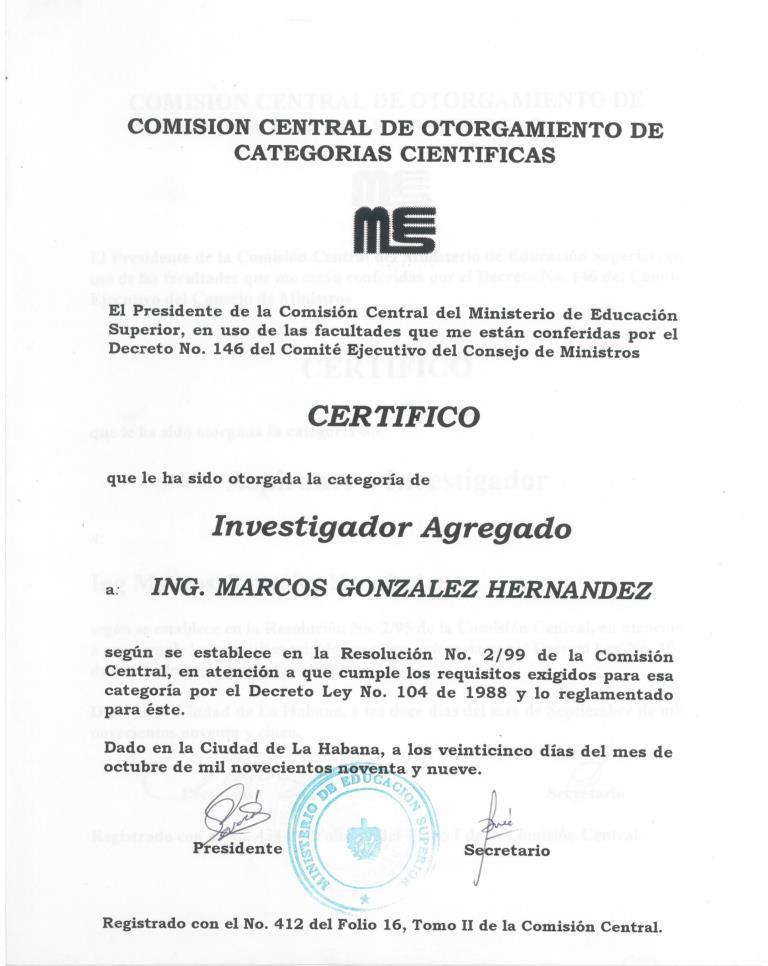 COMISION CENTRAL DE OTORGAMIENTO DE
CATEGORIAS CIENTIFICAS
MES
El Presidente de la Comisión Central del Ministerio de Educación
Superior, en uso de las facultades que me están conferidas por el
Decreto No. 146 del Comité Ejecutivo del Consejo de Ministros
CERTIFICO
que le ha sido otorgada la categoría de
Investigador Agregado
a: ING. MARCOS GONZALEZ HERNANDEZ
según se establece en la Resolución No. 2/99 de la Comisión
Central, en atención a que cumple los requisitos exigidos para esa
categoría por el Decreto Ley No. 104 de 1988 y lo reglamentado
para éste.
Dado en la Ciudad de La Habana, a los veinticinco días del mes de
octubre de mil novecientos noventa y nueve.
MINISTERIO DE EDUCACION SUPERIOR
Presidente
Secretario
Registrado con el No. 412 del Folio 16, Tomo II de la Comisión Central.